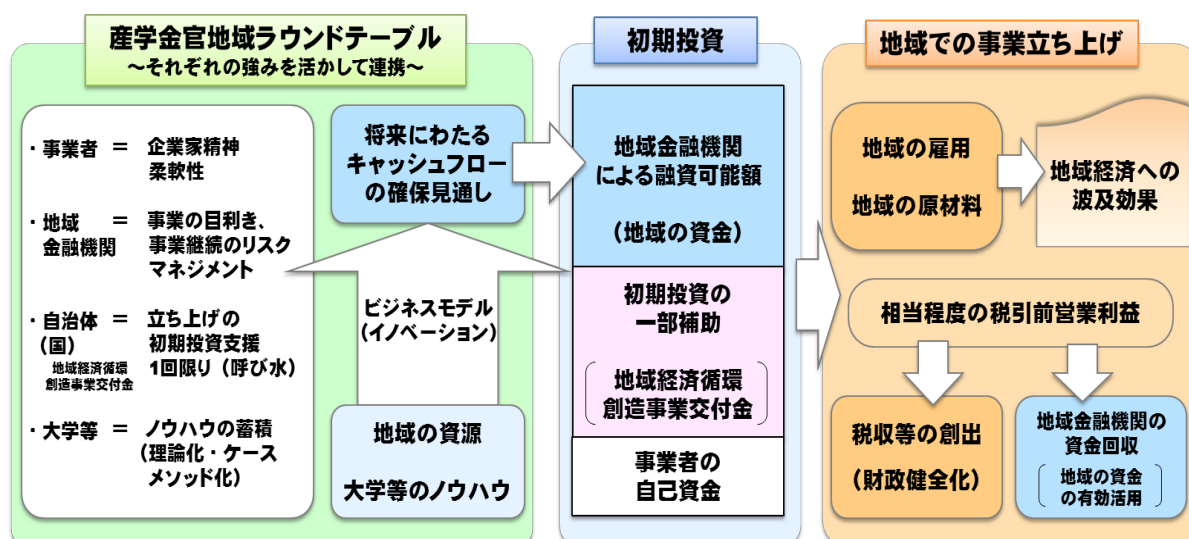 産学金官地域ラウンドテーブル
～それぞれの強みを活かして連携～
・事業者 ＝ 企業家精神
柔軟性
・地域 ＝ 事業の目利き、
金融機関 事業継続のリスク
マネジメント
・自治体 ＝ 立ち上げの
(国) 初期投資支援
地域経済循環 1回限り（呼び水）
創造事業交付金
・大学等 ＝ ノウハウの蓄積
(理論化・ケース
メソッド化)
将来にわたる
キャッシュフロー
の確保見通し
ビジネスモデル
(イノベーション)
地域の資源
大学等のノウハウ
初期投資
地域金融機関
による融資可能額
(地域の資金)
初期投資の
一部補助
地域経済循環
創造事業交付金
事業者の
自己資金
地域での事業立ち上げ
地域の雇用
地域の原材料
地域経済への
波及効果
相当程度の税引前営業利益
税収等の創出
(財政健全化)
地域金融機関の
資金回収
地域の資金
の有効活用